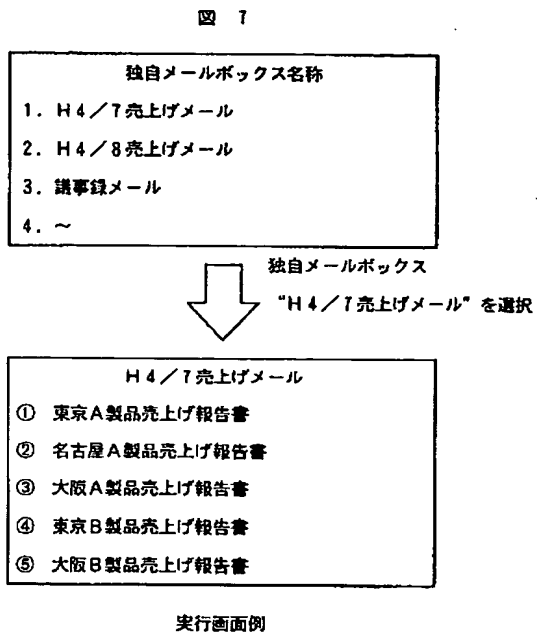 図 7
独自メールボックス名称
1. H4/7売上げメール
2. H4/8売上げメール
3. 議事録メール
4. ~
独自メールボックス
"H4/7売上げメール"を選択
H4/7売上げメール
① 東京A製品売上げ報告書
② 名古屋A製品売上げ報告書
③ 大阪A製品売上げ報告書
④ 東京B製品売上げ報告書
⑤ 大阪B製品売上げ報告書
実行画面例